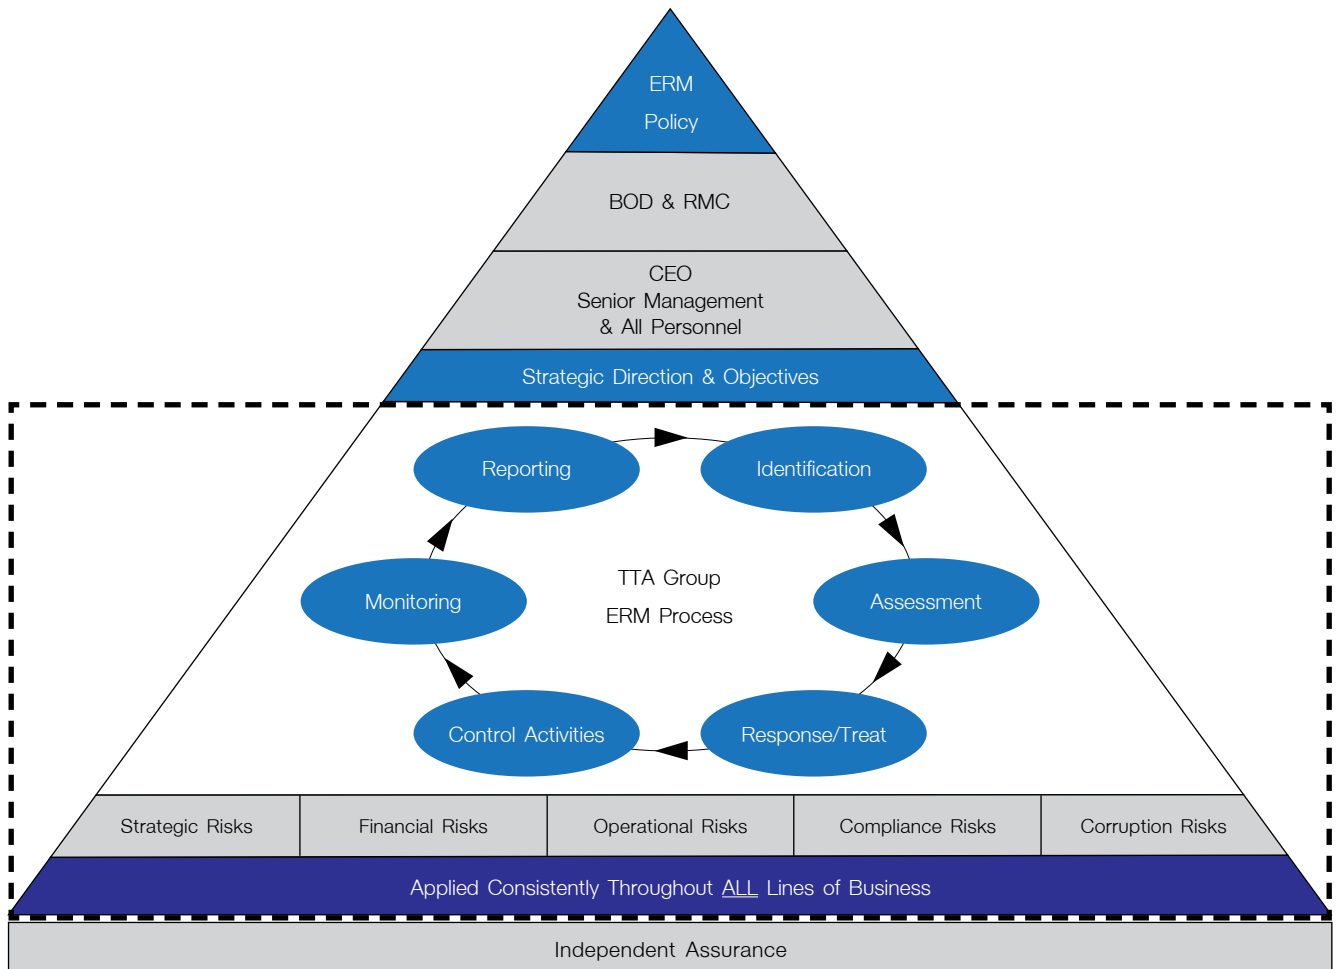 ERM
Policy
BOD & RMC
CEO
Senior Management
& All Personnel
Strategic Direction & Objectives
Reporting
Identification
Monitoring
TTA Group
ERM Process
Assessment
Control Activities
Response/Treat
Strategic Risks
Financial Risks
Operational Risks
Compliance Risks
Corruption Risks
Applied Consistently Throughout ALL Lines of Business
Independent Assurance